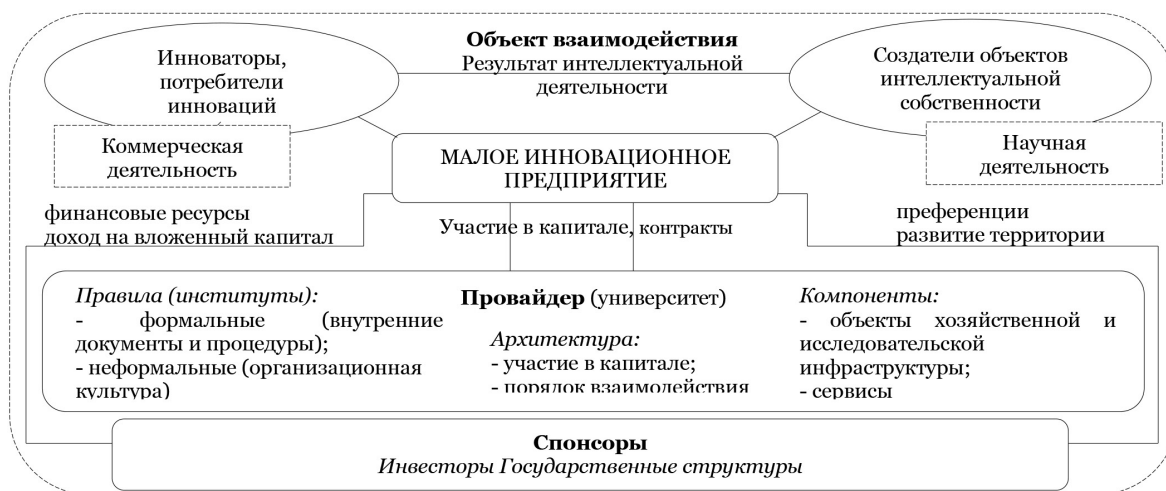 Объект взаимодействия
Результат интеллектуальной
деятельности
Инноваторы,
потребители
инноваций
Создатели объектов
интеллектуальной
собственности
Коммерческая
деятельность
МАЛОЕ ИННОВАЦИОННОЕ
ПРЕДПРИЯТИЕ
Научная
деятельность
финансовые ресурсы
доход на вложенный капитал
Участие в капитале, контракты
преференции
развитие территории
Правила (институты):
- формальные (внутренние
документы и процедуры);
- неформальные (организационная
культура)
Провайдер (университет)
Архитектура:
- участие в капитале;
- порядок взаимодействия
Компоненты:
- объекты хозяйственной и
исследовательской
инфраструктуры;
- сервисы
Спонсоры
Инвесторы Государственные структуры